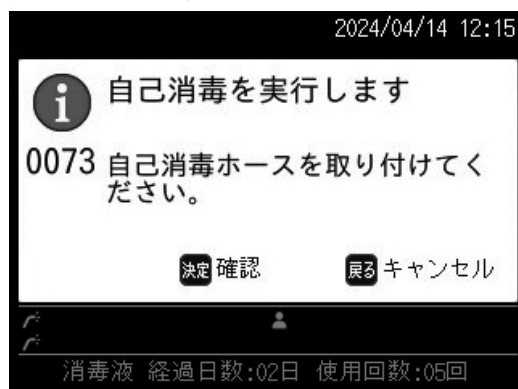 2024/04/14 12:15
自己消毒を実行します
0073 自己消毒ホースを取り付けてく
ださい。
決定 確認 戻る キャンセル
消毒液 経過日数:02日 使用回数:05回